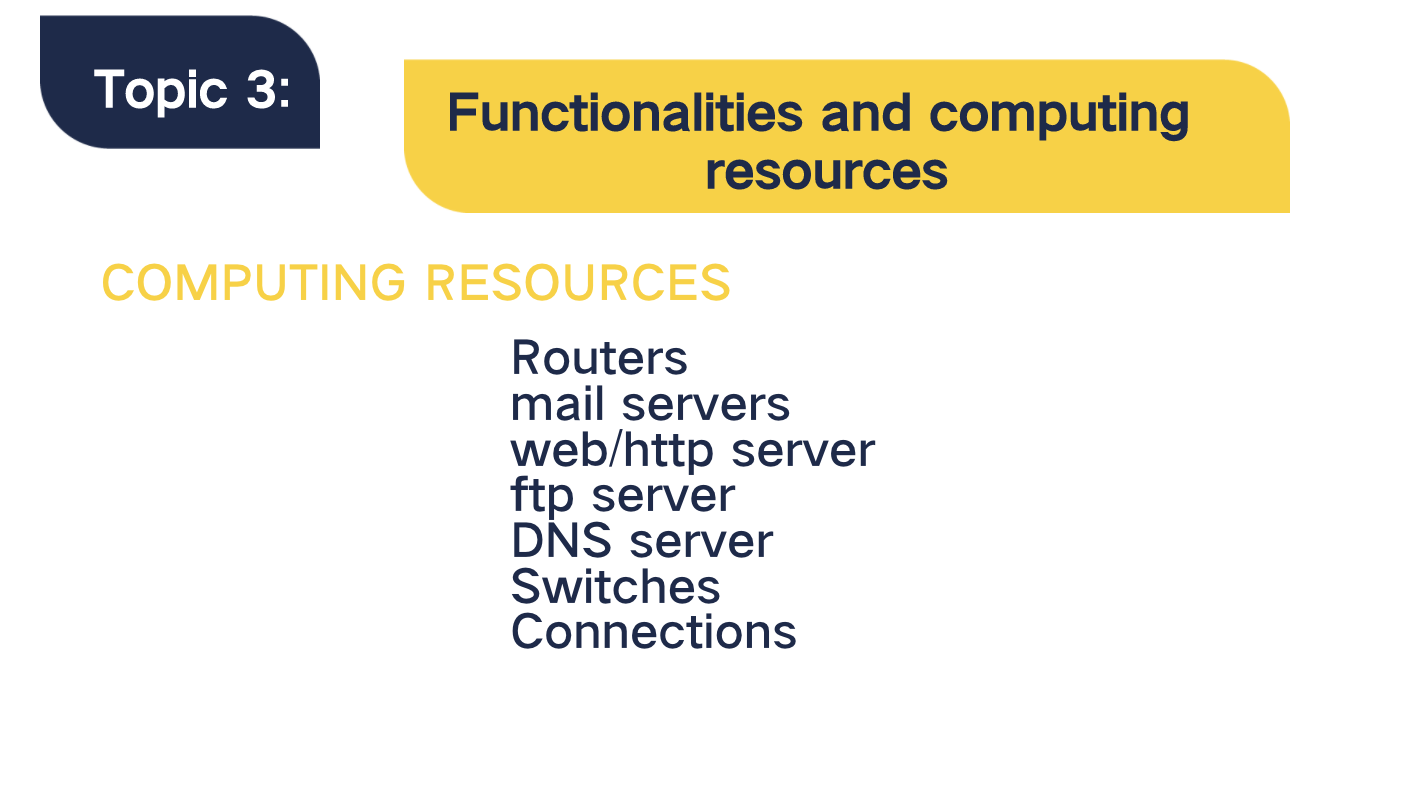 Topic 3:
Functionalities and computing
resources
COMPUTING RESOURCES
Routers
mail servers
web/http server
ftp server
DNS server
Switches
Connections